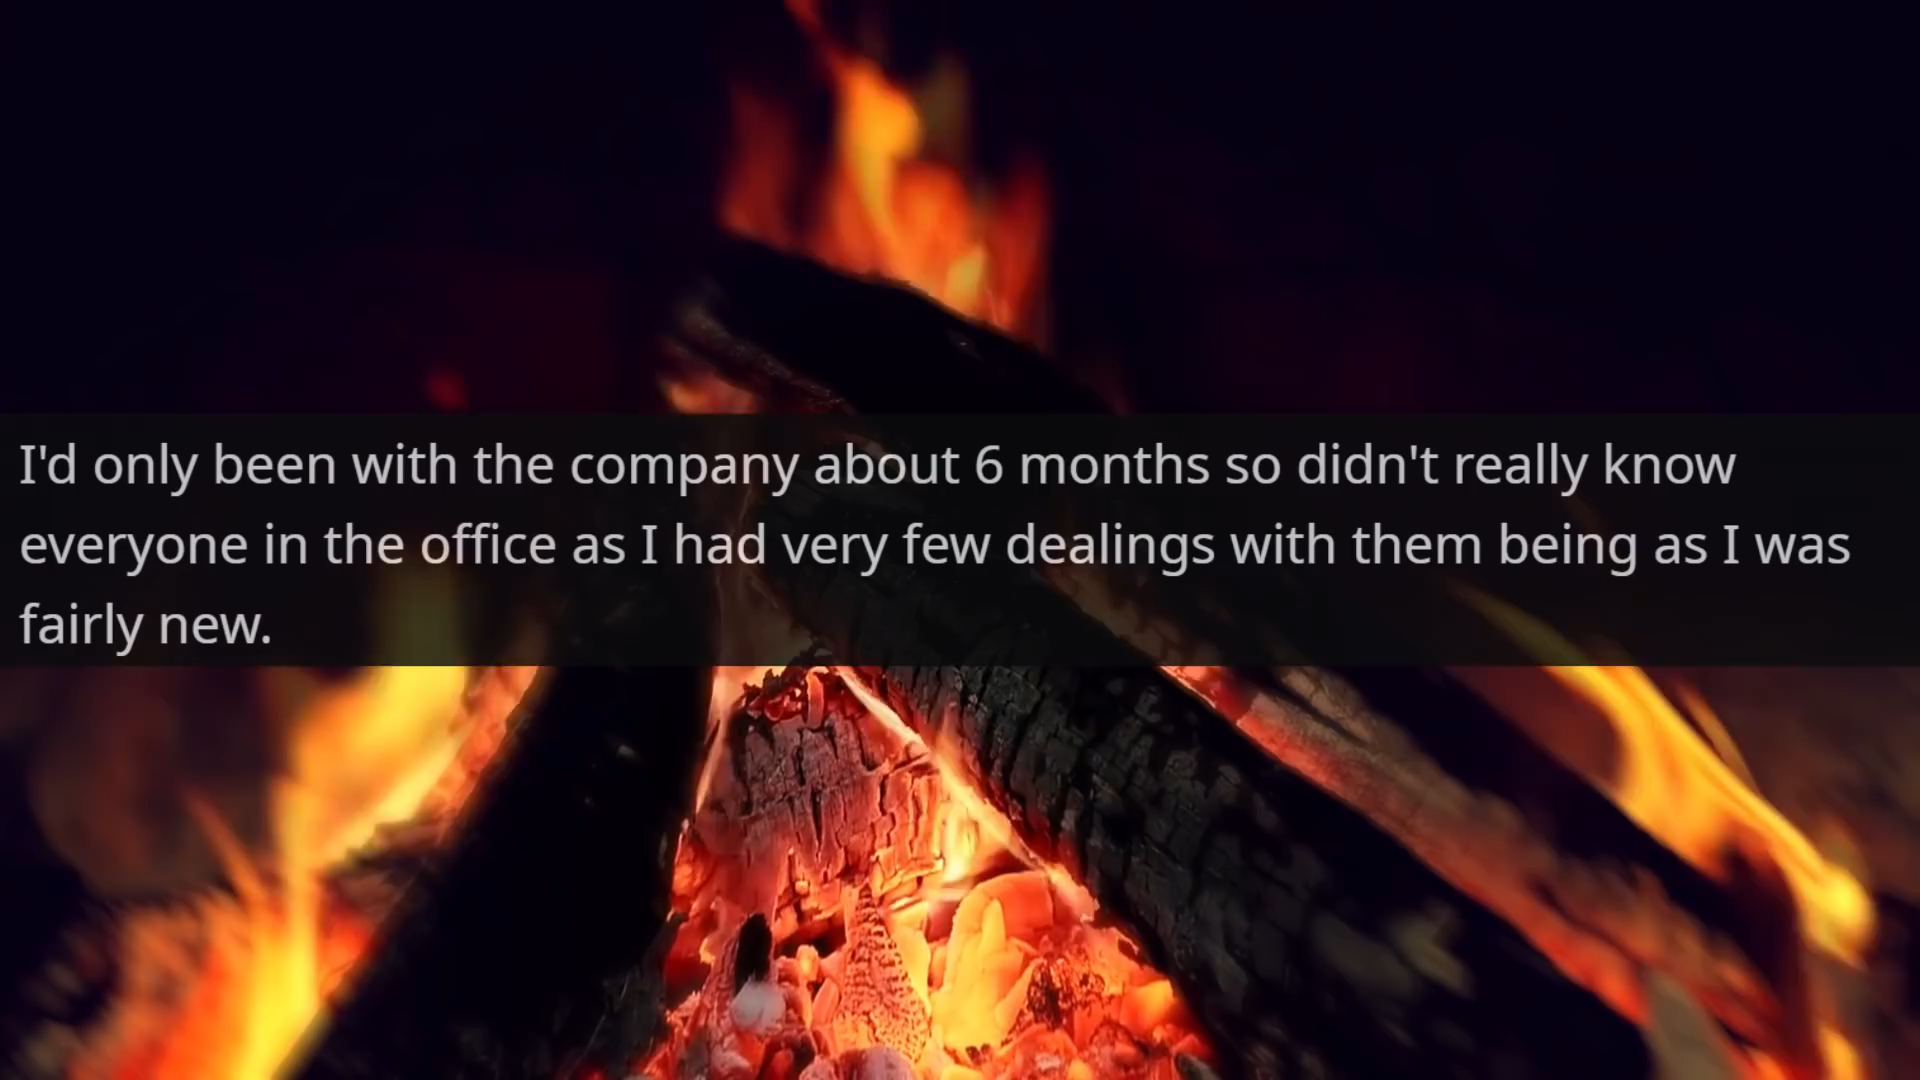 I'd only been with the company about 6 months so didn't really know
everyone in the office as I had very few dealings with them being as I was
fairly new.